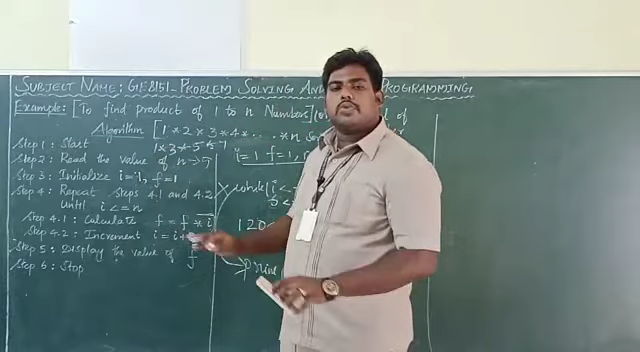 SUBJECT NAME: GE8151-PROBLEM SOLVING AND PROGRAMMING
Example: [To find product of 1 to n Numbers] of
Algorithm [1*2*3*4*... *n
Step 1: Start
1*3*5*7
Step 2: Read the value of n→5
i=1 f=1,
Step 3: Initialize i=1, f=1
Step 4: Repeat Steps 4.1 and 4.2
until i<=n
while(i<
Step 4.1: Calculate f=f*i
120
Step 4.2: Increment i=i+
Step 5: Display the value of f
Step 6: Stop